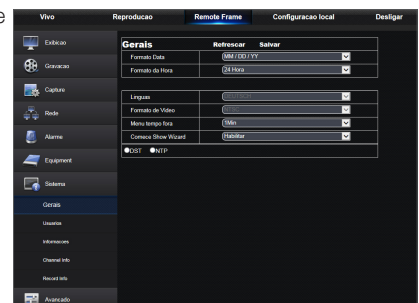 e
Vivo Reproducao Remote Frame Configuracao local Desligar
Exibicao
Gravacao
Capture
Rede
Alarme
Equipment
Sistema
Gerais
Usuarios
Informacoes
Channel Info
Record Info
Avancado
Gerais Refrescar Salvar
Formato Data MM / DD / YY
Formato da Hora 24 Hora
Linguas DEUTSCH
Formato de Video NTSC
Menu tempo fora 1Min
Comece Show Wizard Habilitar
DST NTP